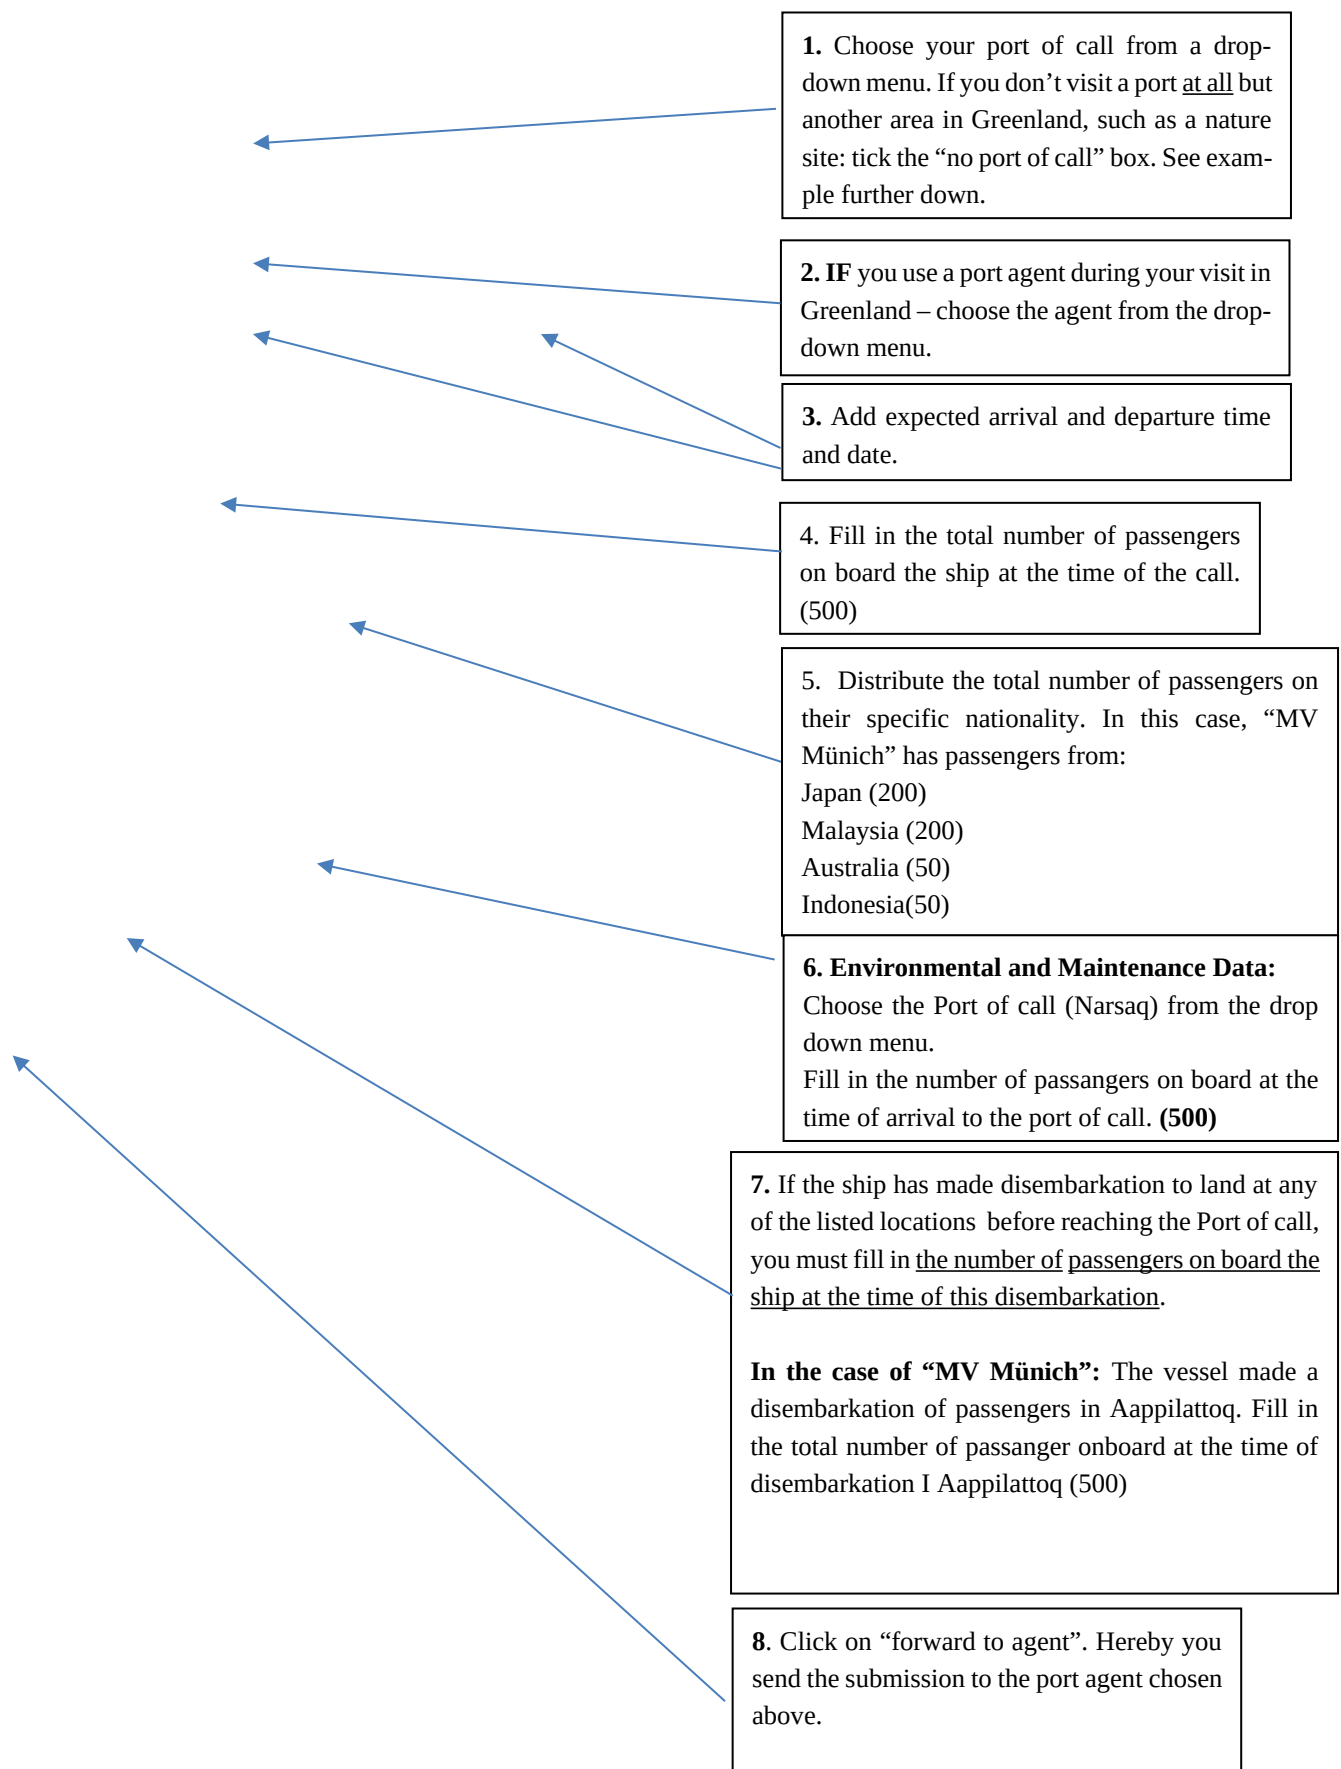 1. Choose your port of call from a drop-
down menu. If you don’t visit a port at all but
another area in Greenland, such as a nature
site: tick the “no port of call” box. See exam-
ple further down.
2. IF you use a port agent during your visit in
Greenland – choose the agent from the drop-
down menu.
3. Add expected arrival and departure time
and date.
4. Fill in the total number of passengers
on board the ship at the time of the call.
(500)
5. Distribute the total number of passengers on
their specific nationality. In this case, “MV
Münich” has passengers from:
Japan (200)
Malaysia (200)
Australia (50)
Indonesia(50)
6. Environmental and Maintenance Data:
Choose the Port of call (Narsaq) from the drop
down menu.
Fill in the number of passangers on board at the
time of arrival to the port of call. (500)
7. If the ship has made disembarkation to land at any
of the listed locations before reaching the Port of call,
you must fill in the number of passengers on board the
ship at the time of this disembarkation.
In the case of “MV Münich”: The vessel made a
disembarkation of passengers in Aappilattoq. Fill in
the total number of passanger onboard at the time of
disembarkation I Aappilattoq (500)
8. Click on “forward to agent”. Hereby you
send the submission to the port agent chosen
above.